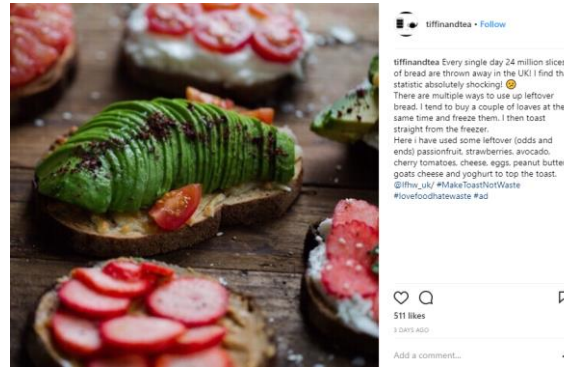 tiffinandtea • Follow
tiffinandtea Every single day 24 million slices
of bread are thrown away in the UK! I find th
statistic absolutely shocking! 😢
There are multiple ways to use up leftover
bread. I tend to buy a couple of loaves at the
same time and freeze them. I then toast
straight from the freezer.
Here i have used some leftover (odds and
ends) passionfruit, strawberries, avocado,
cherry tomatoes, cheese, eggs, peanut butter
goats cheese and yoghurt to top the toast.
@lfhw_uk/ #MakeToastNotWaste
#lovefoodhatewaste #ad
511 likes
5 DAYS AGO
Add a comment...